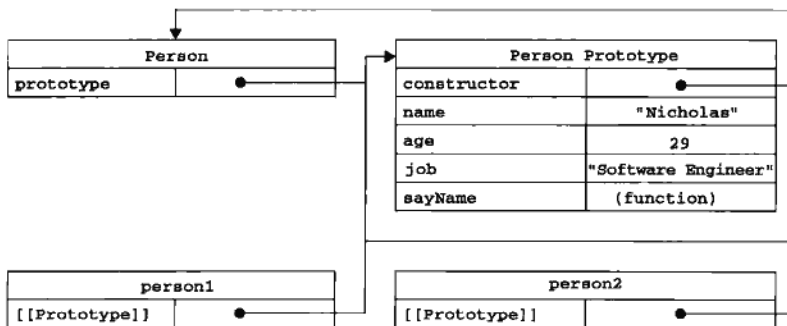 Person
prototype
Person Prototype
constructor
name "Nicholas"
age 29
job "Software Engineer"
sayName (function)
person1
[[Prototype]]
person2
[[Prototype]]